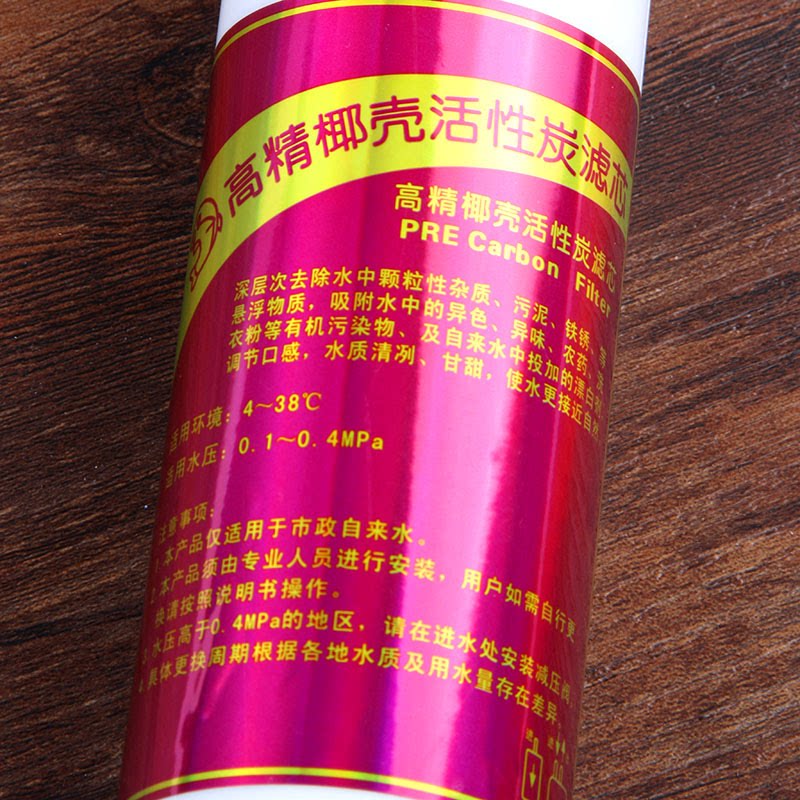 高精椰壳活性炭滤芯
高精椰壳活性炭滤芯
PRE Carbon Filter
深层次去除水中颗粒性杂质、污泥、铁锈、
悬浮物质，吸附水中的异色、异味、农药、
衣粉等有机污染物、及自来水中投加的漂白
调节口感，水质清冽、甘甜，使水更接近自然
适用环境：4～38℃
适用水压：0.1～0.4MPa
注意事项：
本产品仅适用于市政自来水。
本产品须由专业人员进行安装，用户如需自行更
换请按照说明书操作。
3 水压高于0.4MPa的地区，请在进水处安装减压阀
4.具体更换周期根据各地水质及用水量存在差异
进 进